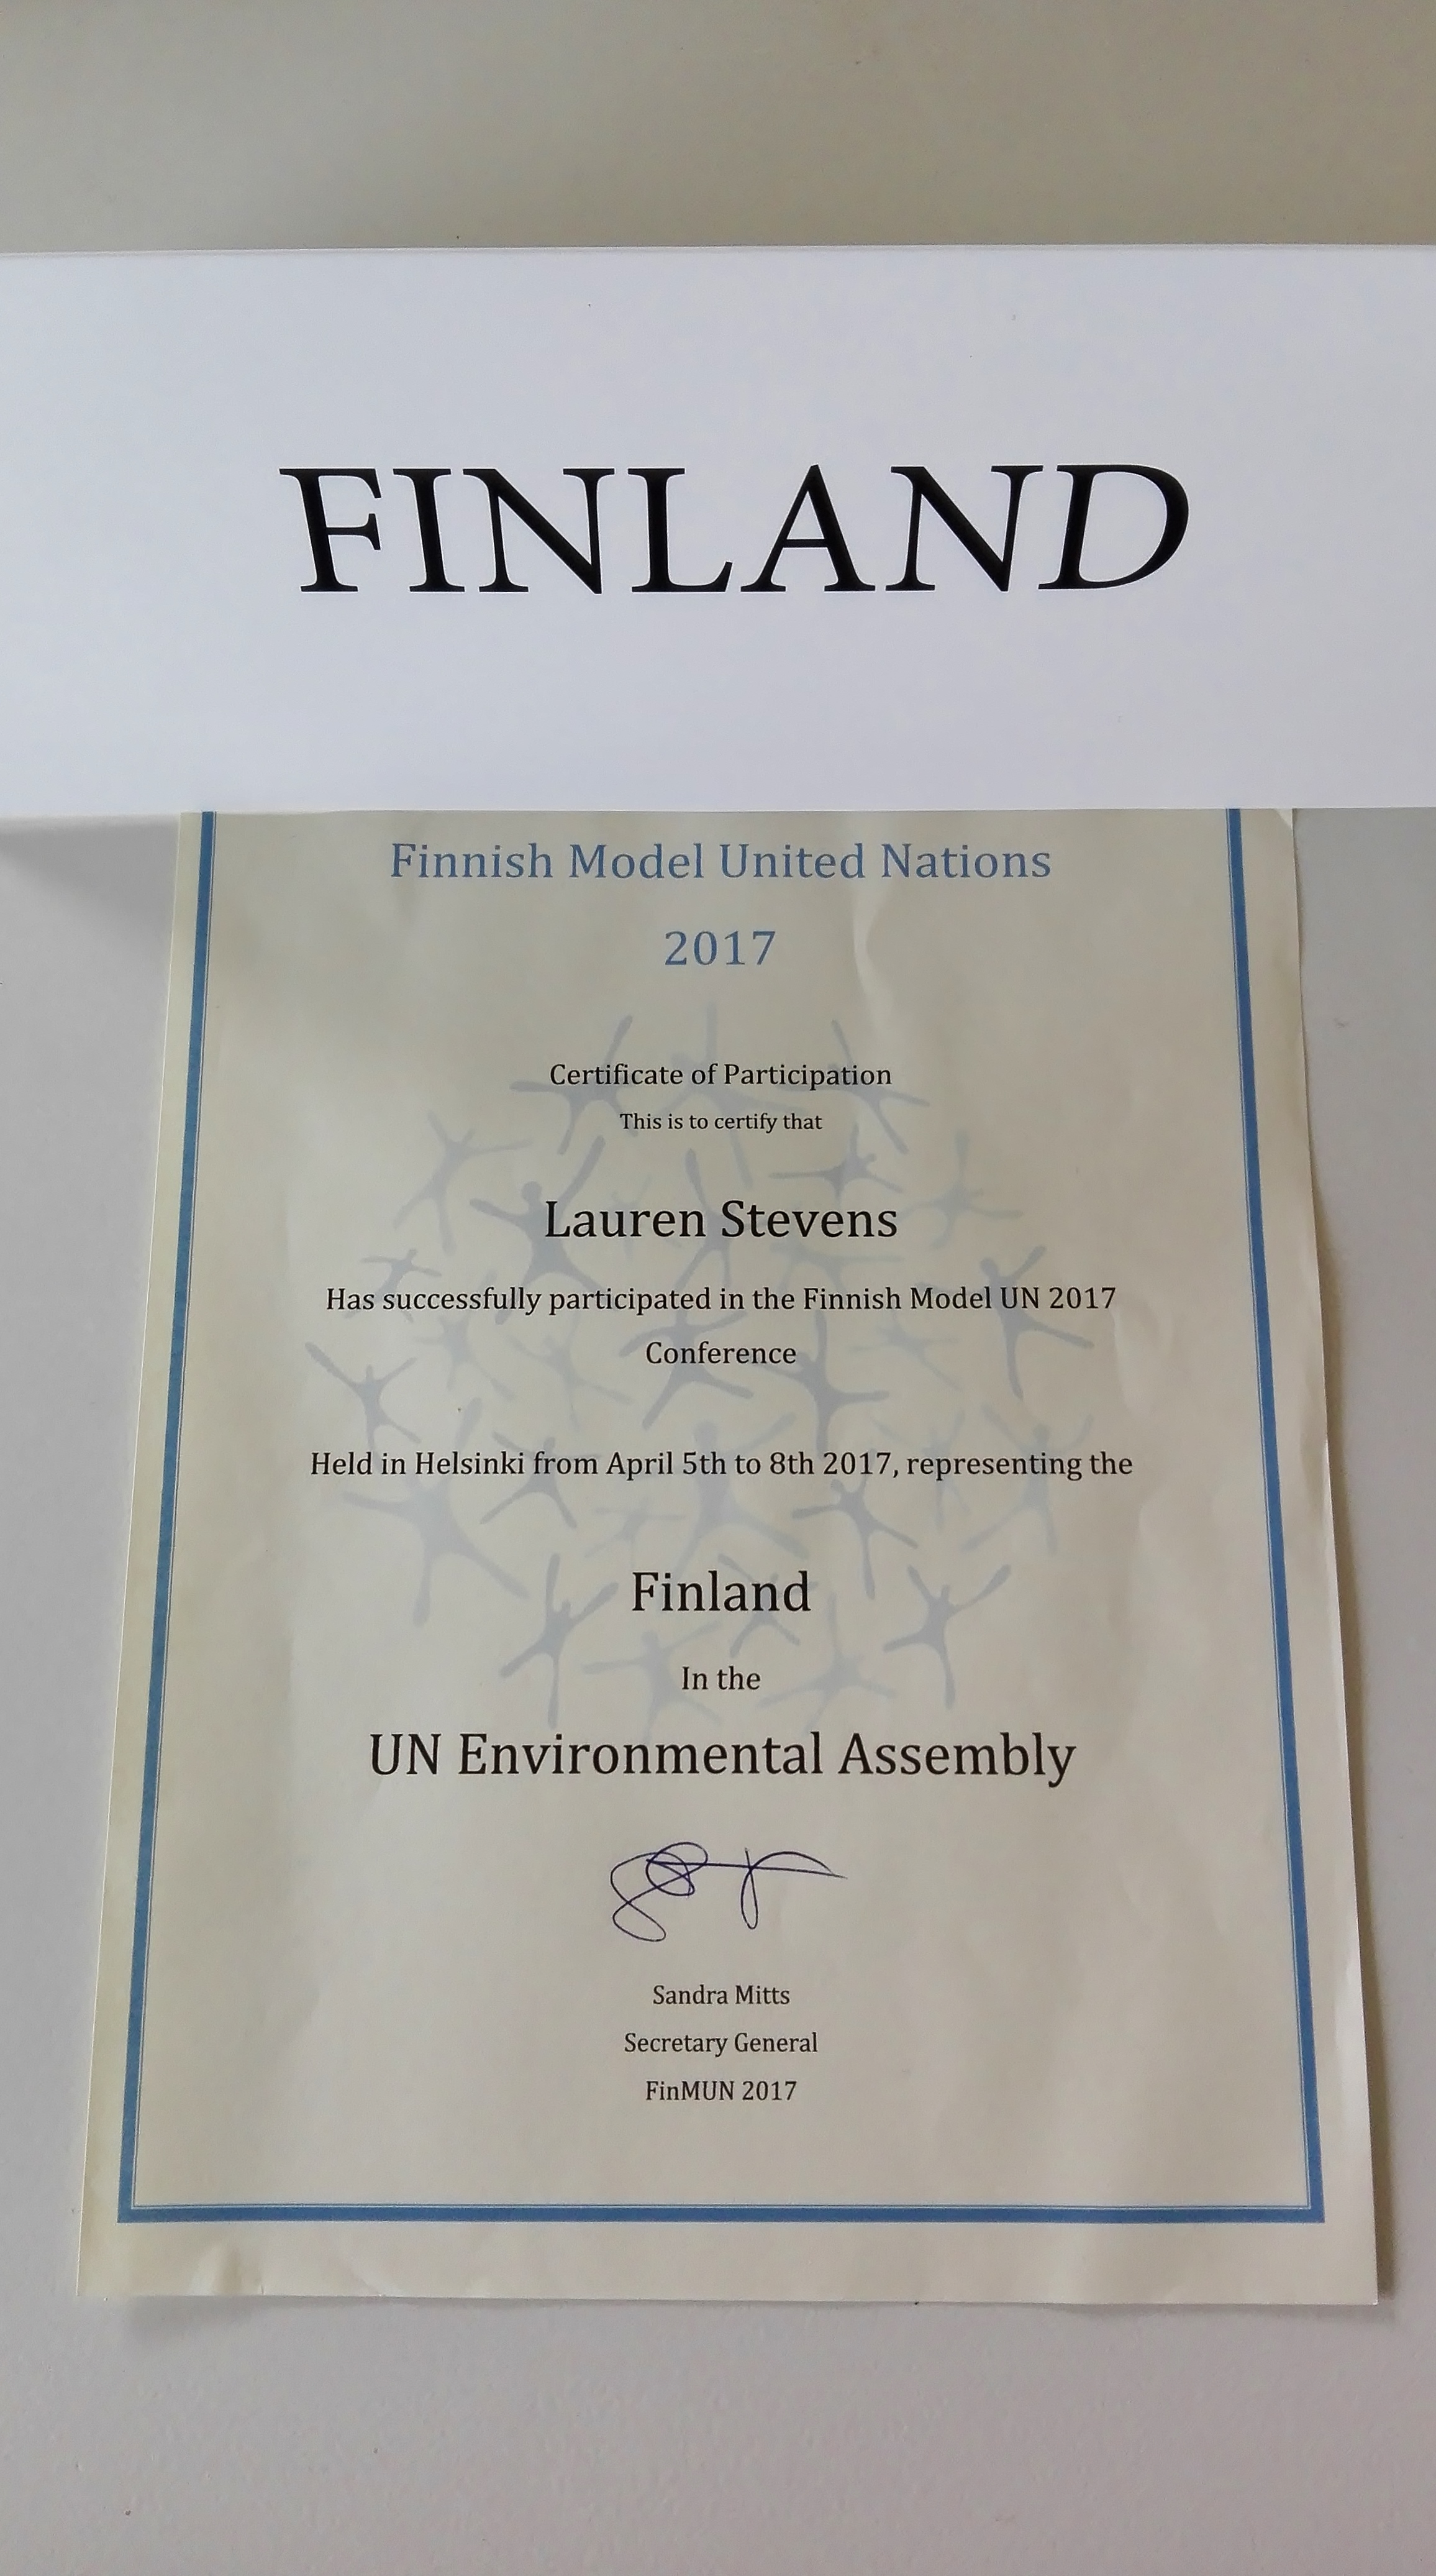 FINLAND
Finnish Model United Nations
2017
Certificate of Participation
This is to certify that
Lauren Stevens
Has successfully participated in the Finnish Model UN 2017
Conference
Held in Helsinki from April 5th to 8th 2017, representing the
Finland
In the
UN Environmental Assembly
Sandra Mitts
Secretary General
FinMUN 2017